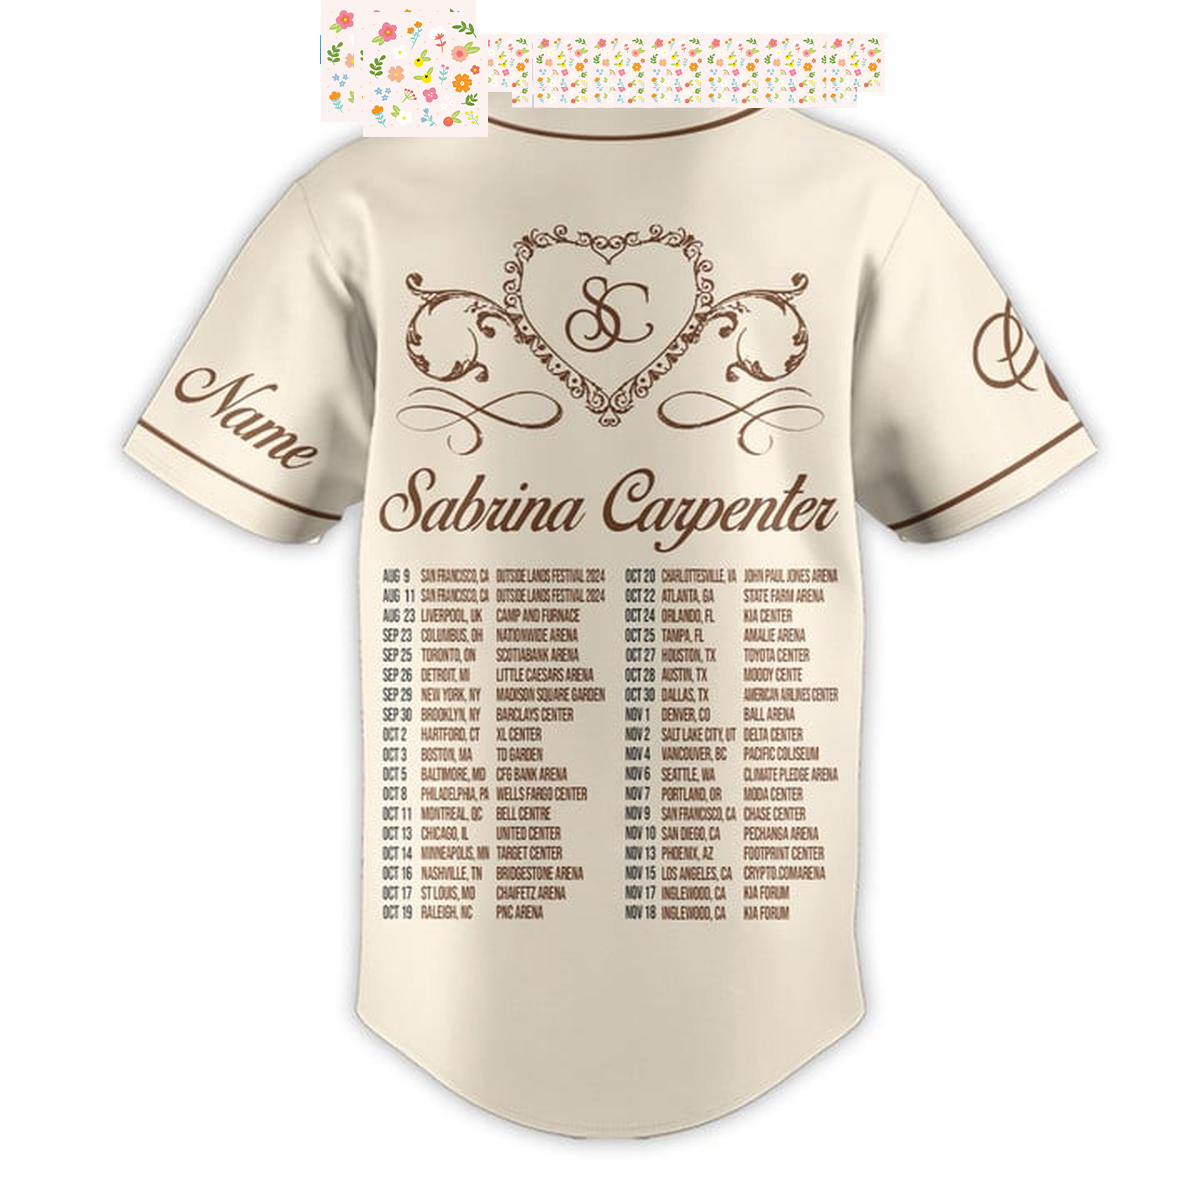 SC
Name
Sabrina Carpenter
AUG 9 SAN FRANCISCO, CA OUTSIDE LANDS FESTIVAL 2024
AUG 11 SAN FRANCISCO, CA OUTSIDE LANDS FESTIVAL 2024
AUG 23 LIVERPOOL, UK CAMP AND FURNACE
SEP 23 COLUMBUS, OH NATIONWIDE ARENA
SEP 25 TORONTO, ON SCOTIABANK ARENA
SEP 26 DETROIT, MI LITTLE CAESARS ARENA
SEP 29 NEW YORK, NY MADISON SQUARE GARDEN
SEP 30 BROOKLYN, NY BARCLAYS CENTER
OCT 2 HARTFORD, CT XL CENTER
OCT 3 BOSTON, MA TD GARDEN
OCT 5 BALTIMORE, MD CFG BANK ARENA
OCT 8 PHILADELPHIA, PA WELLS FARGO CENTER
OCT 11 MONTREAL, QC BELL CENTRE
OCT 13 CHICAGO, IL UNITED CENTER
OCT 14 MINNEAPOLIS, MN TARGET CENTER
OCT 16 NASHVILLE, TN BRIDGESTONE ARENA
OCT 17 ST LOUIS, MO CHAIFETZ ARENA
OCT 19 RALEIGH, NC PNC ARENA
OCT 20 CHARLOTTESVILLE, VA JOHN PAUL JONES ARENA
OCT 22 ATLANTA, GA STATE FARM ARENA
OCT 24 ORLANDO, FL KIA CENTER
OCT 25 TAMPA, FL AMALIE ARENA
OCT 27 HOUSTON, TX TOYOTA CENTER
OCT 28 AUSTIN, TX MOODY CENTE
OCT 30 DALLAS, TX AMERICAN AIRLINES CENTER
NOV 1 DENVER, CO BALL ARENA
NOV 2 SALT LAKE CITY, UT DELTA CENTER
NOV 4 VANCOUVER, BC PACIFIC COLISEUM
NOV 6 SEATTLE, WA CLIMATE PLEDGE ARENA
NOV 7 PORTLAND, OR MODA CENTER
NOV 9 SAN FRANCISCO, CA CHASE CENTER
NOV 10 SAN DIEGO, CA PECHANGA ARENA
NOV 13 PHOENIX, AZ FOOTPRINT CENTER
NOV 15 LOS ANGELES, CA CRYPTO.COMARENA
NOV 17 INGLEWOOD, CA KIA FORUM
NOV 18 INGLEWOOD, CA KIA FORUM